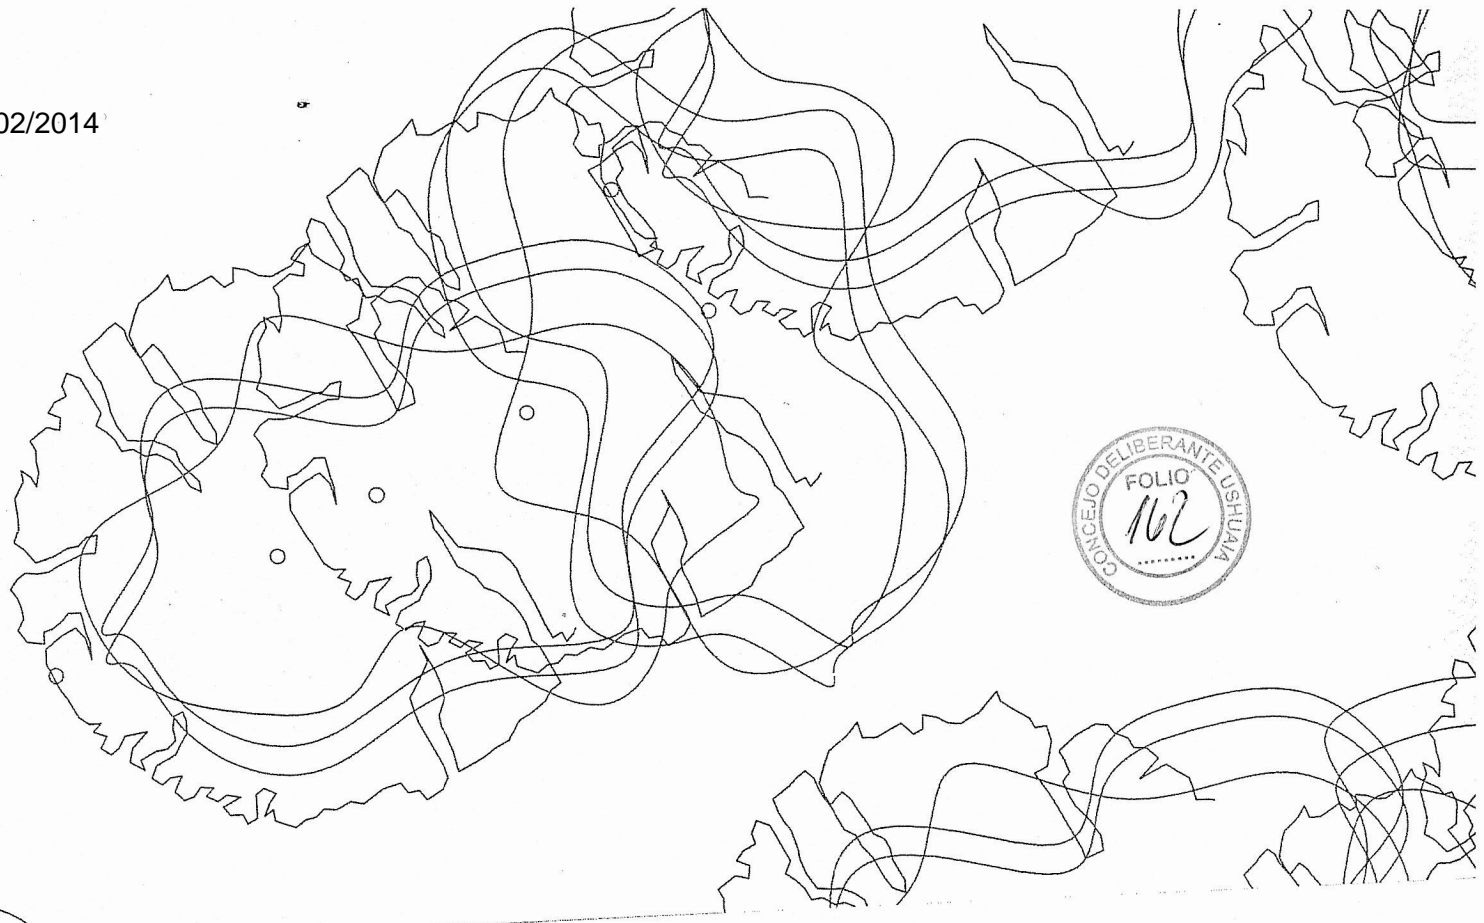 02/2014
CONCEJO DELIBERANTE USHUAIA
FOLIO
162
.........